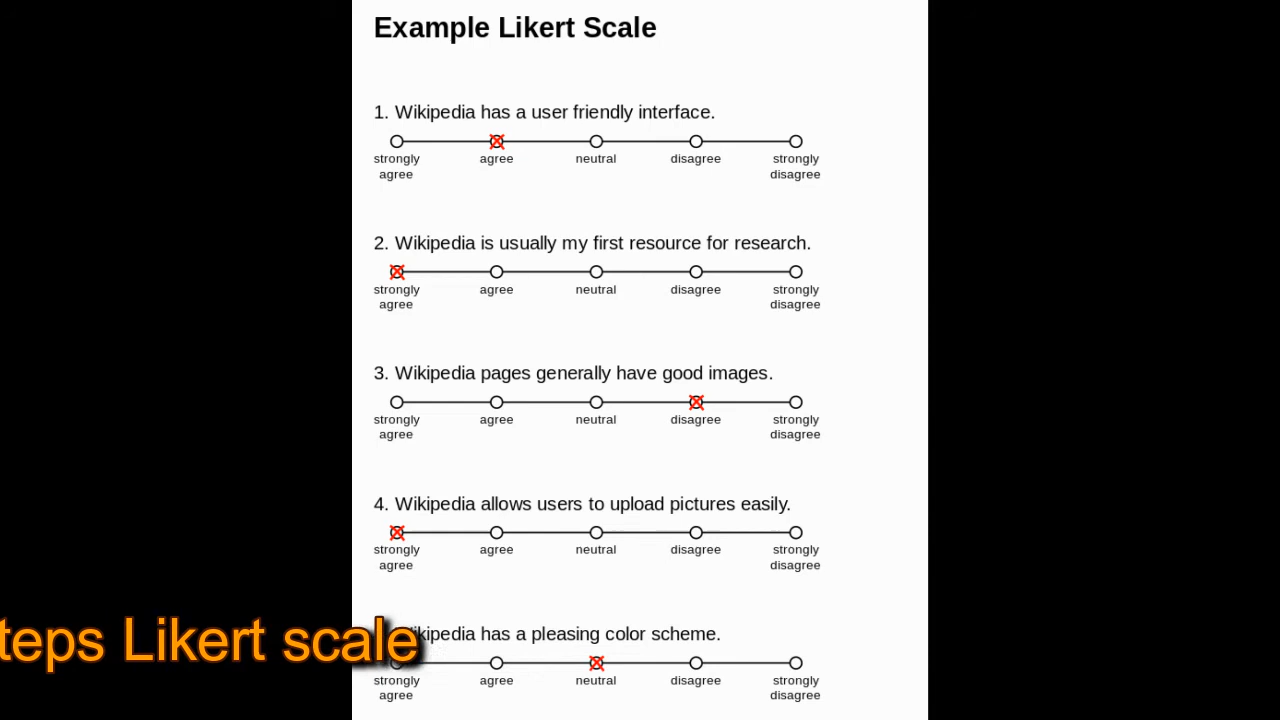 Example Likert Scale
1. Wikipedia has a user friendly interface.
strongly agree agree neutral disagree strongly disagree
2. Wikipedia is usually my first resource for research.
strongly agree agree neutral disagree strongly disagree
3. Wikipedia pages generally have good images.
strongly agree agree neutral disagree strongly disagree
4. Wikipedia allows users to upload pictures easily.
strongly agree agree neutral disagree strongly disagree
Likert scale
has a pleasing color scheme.
strongly agree agree neutral disagree strongly disagree